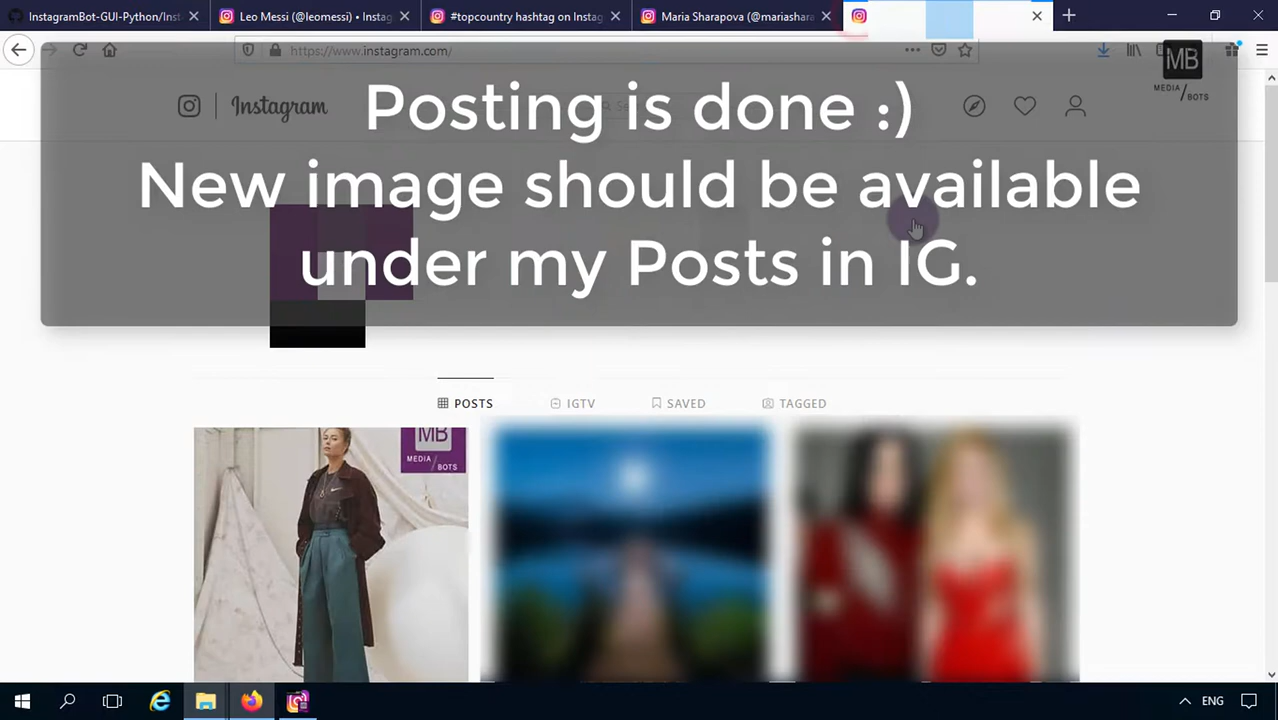 InstagramBot-GUI-Python/Inst
Leo Messi (@leomessi) • Instag
#topcountry hashtag on Instag
Maria Sharapova (@mariashara
https://www.instagram.com/
Instagram
Posting is done :)
New image should be available
under my Posts in IG.
MB
MEDIA/BOTS
POSTS
IGTV
SAVED
TAGGED
MB
MEDIA/BOTS
ENG